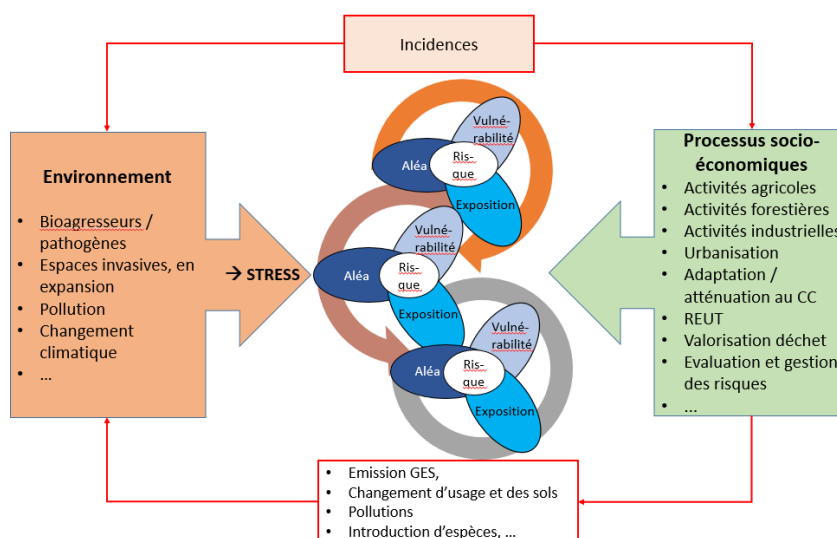 Incidences
Environnement
• Bioagresseurs /
pathogènes
• Espaces invasives, en
expansion
• Pollution
• Changement
climatique
• ...
→ STRESS
Vulné-
rabilité
Aléa
Ris-
que
Exposition
Vulné-
rabilité
Aléa
Ris-
que
Exposition
Vulné-
rabilité
Aléa
Ris-
que
Exposition
Processus socio-
économiques
• Activités agricoles
• Activités forestières
• Activités industrielles
• Urbanisation
• Adaptation /
atténuation au CC
• REUT
• Valorisation déchet
• Evaluation et gestion
des risques
• ...
• Emission GES,
• Changement d'usage et des sols
• Pollutions
• Introduction d'espèces, ...